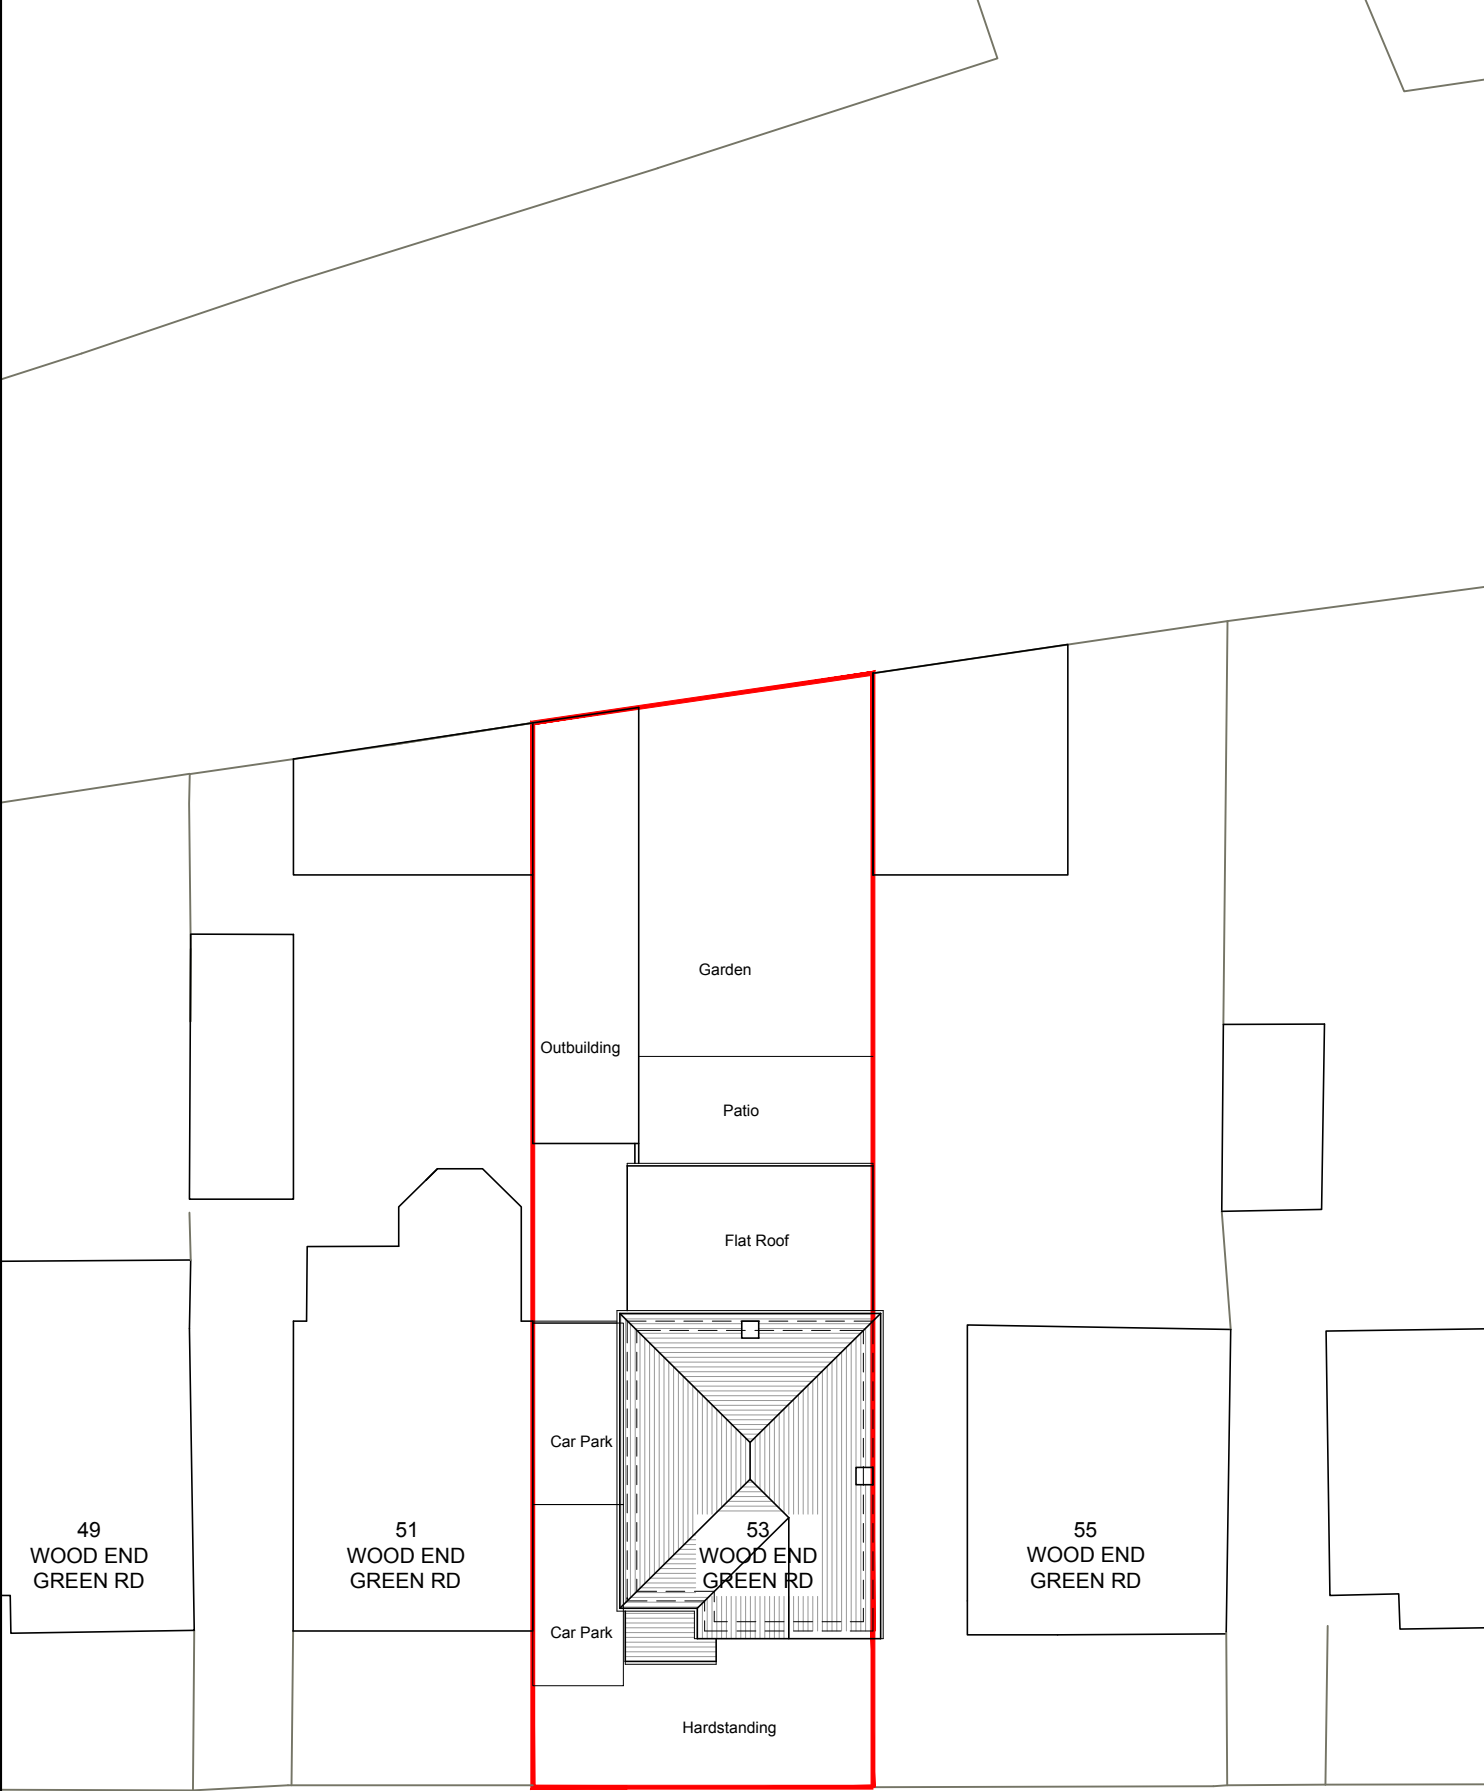 Garden
Outbuilding
Patio
Flat Roof
Car Park
49
WOOD END
GREEN RD
51
WOOD END
GREEN RD
53
WOOD END
GREEN RD
55
WOOD END
GREEN RD
Car Park
Hardstanding